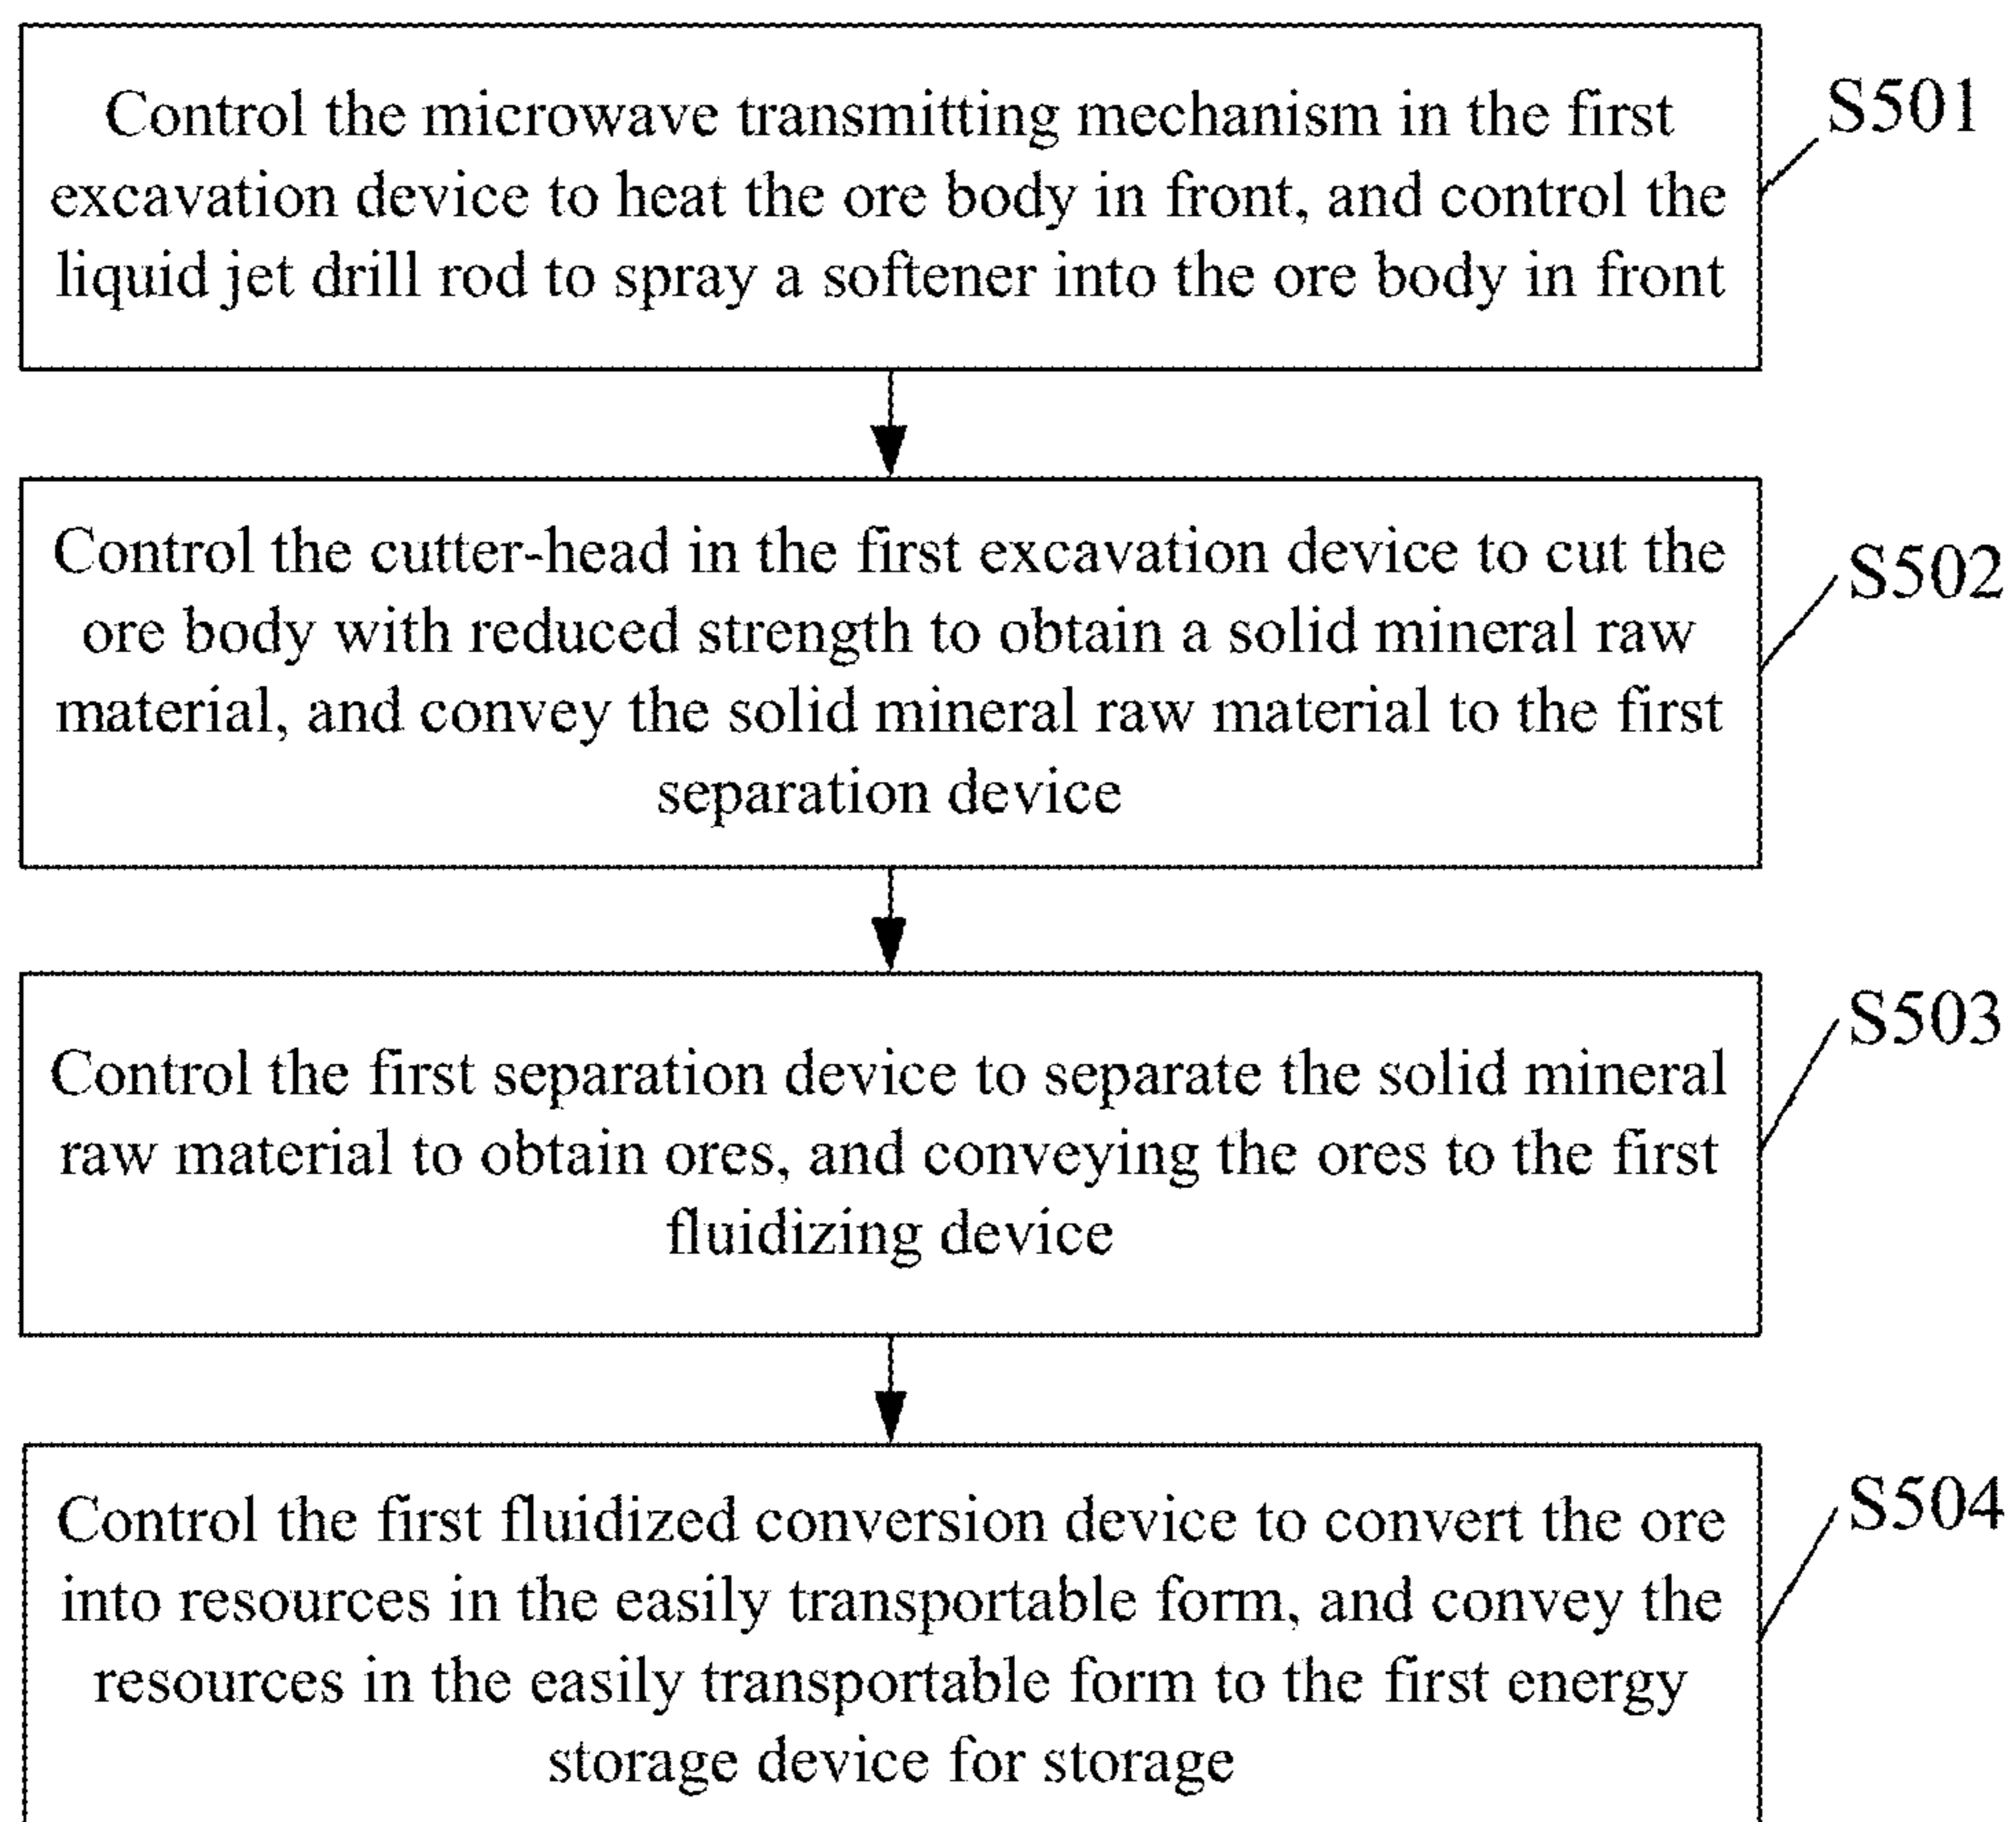 Control the microwave transmitting mechanism in the first
excavation device to heat the ore body in front, and control the
liquid jet drill rod to spray a softener into the ore body in front
S501
Control the cutter-head in the first excavation device to cut the
ore body with reduced strength to obtain a solid mineral raw
material, and convey the solid mineral raw material to the first
separation device
S502
Control the first separation device to separate the solid mineral
raw material to obtain ores, and conveying the ores to the first
fluidizing device
S503
Control the first fluidized conversion device to convert the ore
into resources in the easily transportable form, and convey the
resources in the easily transportable form to the first energy
storage device for storage
S504